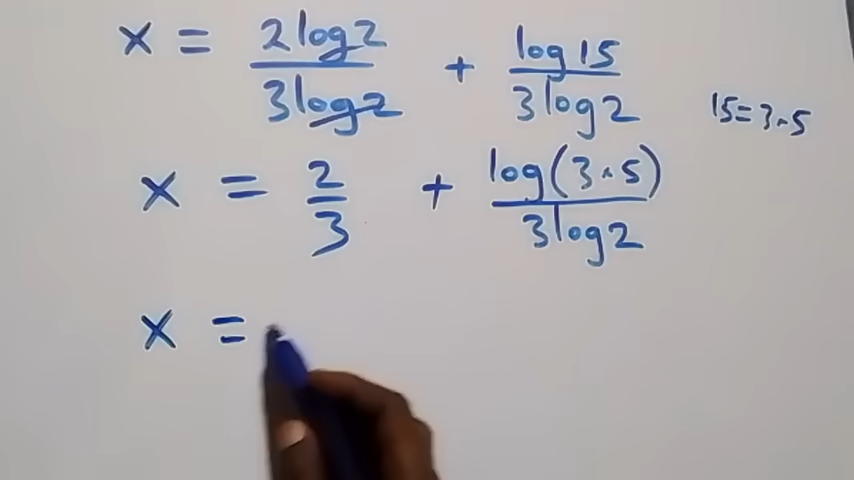 x = 2log2/3log2 + log15/3log2
15=3·5
x = 2/3 + log(3·5)/3log2
x =